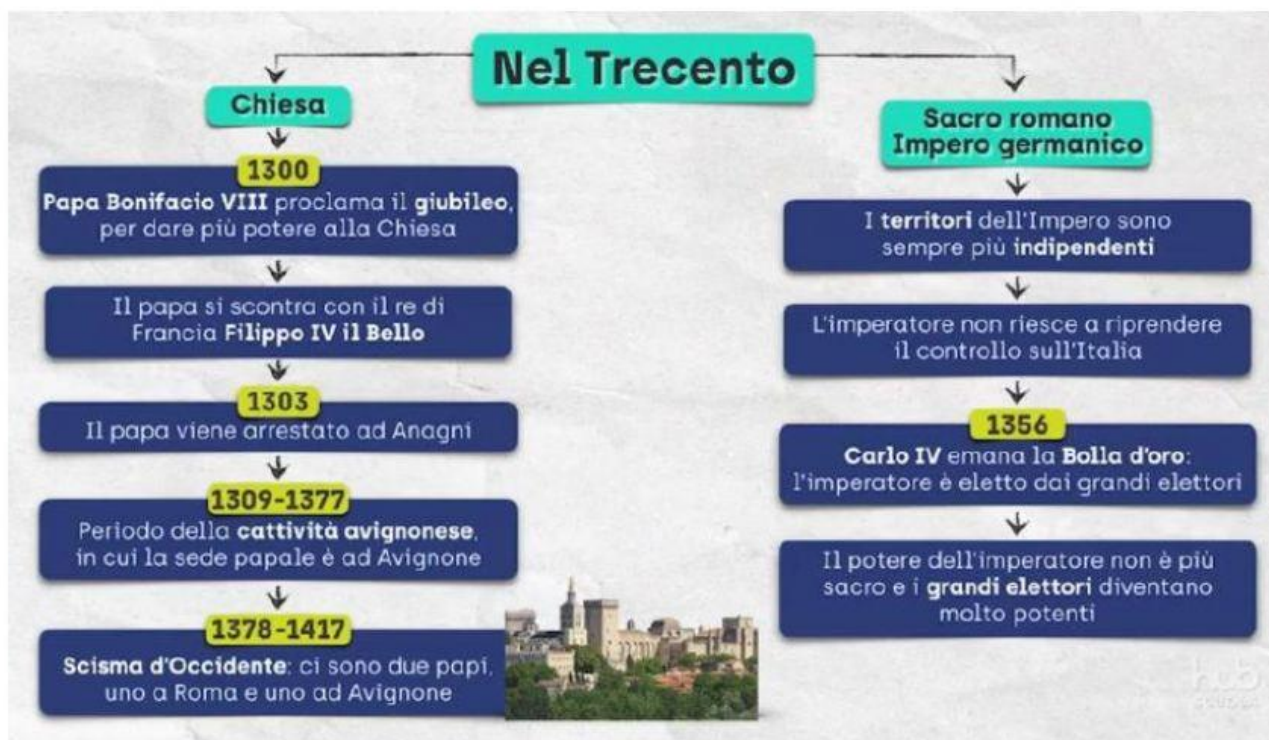 Nel Trecento
Chiesa
1300
Papa Bonifacio VIII proclama il giubileo,
per dare più potere alla Chiesa
Il papa si scontra con il re di
Francia Filippo IV il Bello
1303
Il papa viene arrestato ad Anagni
1309-1377
Periodo della cattività avignonese,
in cui la sede papale è ad Avignone
1378-1417
Scisma d'Occidente: ci sono due papi,
uno a Roma e uno ad Avignone
Sacro romano
Impero germanico
I territori dell'Impero sono
sempre più indipendenti
L'imperatore non riesce a riprendere
il controllo sull'Italia
1356
Carlo IV emana la Bolla d'oro:
l'imperatore è eletto dai grandi elettori
Il potere dell'imperatore non è più
sacro e i grandi elettori diventano
molto potenti
hub